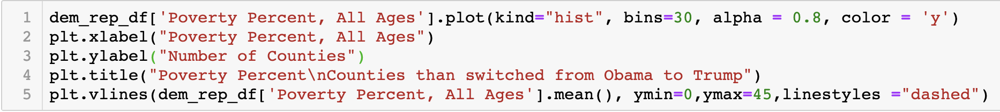 1 dem_rep_df['Poverty Percent, All Ages'].plot(kind="hist", bins=30, alpha = 0.8, color = 'y')
2 plt.xlabel("Poverty Percent, All Ages")
3 plt.ylabel("Number of Counties")
4 plt.title("Poverty Percent\nCounties than switched from Obama to Trump")
5 plt.vlines(dem_rep_df['Poverty Percent, All Ages'].mean(), ymin=0,ymax=45,linestyles ="dashed")